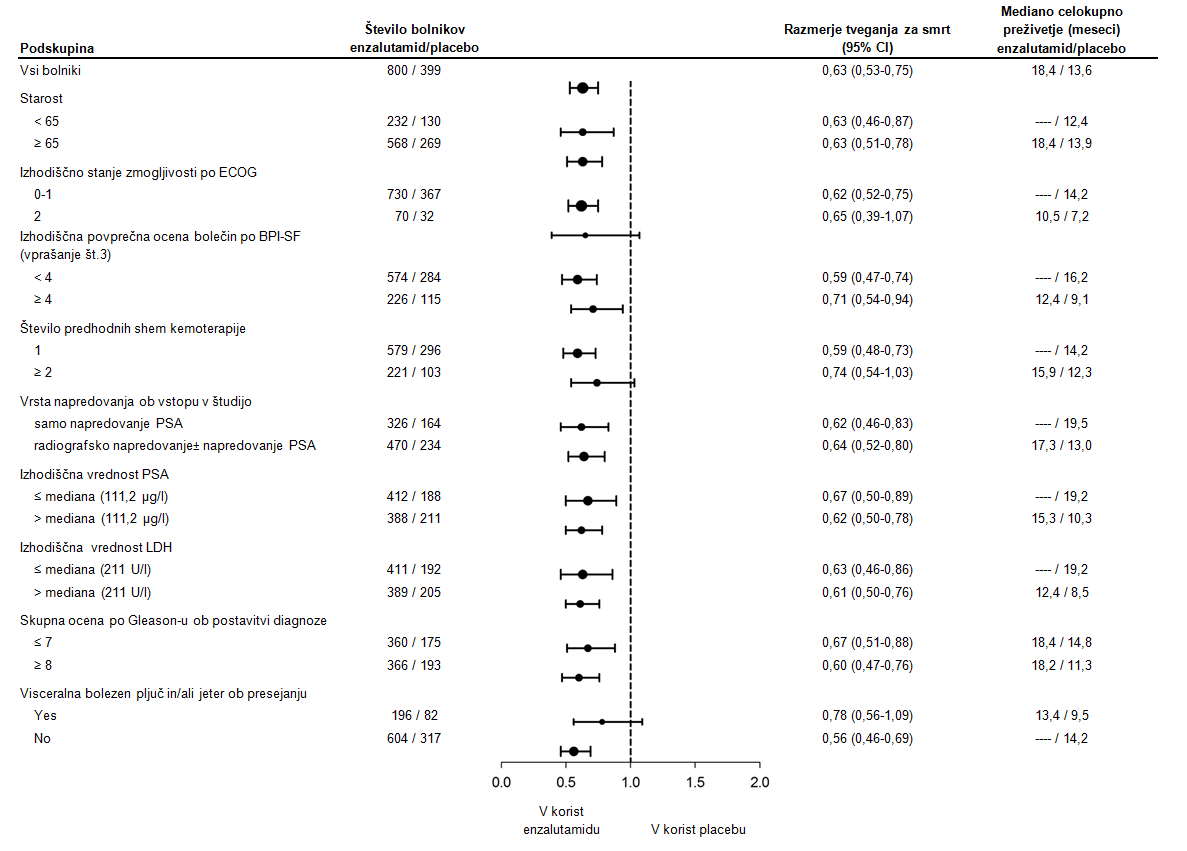 Podskupina Število bolnikov enzalutamid/placebo Razmerje tveganja za smrt (95% CI) Mediano celokupno preživetje (meseci) enzalutamid/placebo
Vsi bolniki 800 / 399 0,63 (0,53-0,75) 18,4 / 13,6
Starost
< 65 232 / 130 0,63 (0,46-0,87) ---- / 12,4
≥ 65 568 / 269 0,63 (0,51-0,78) 18,4 / 13,9
Izhodiščno stanje zmogljivosti po ECOG
0-1 730 / 367 0,62 (0,52-0,75) ---- / 14,2
2 70 / 32 0,65 (0,39-1,07) 10,5 / 7,2
Izhodiščna povprečna ocena bolečin po BPI-SF
(vprašanje št.3)
< 4 574 / 284 0,59 (0,47-0,74) ---- / 16,2
≥ 4 226 / 115 0,71 (0,54-0,94) 12,4 / 9,1
Število predhodnih shem kemoterapije
1 579 / 296 0,59 (0,48-0,73) ---- / 14,2
≥ 2 221 / 103 0,74 (0,54-1,03) 15,9 / 12,3
Vrsta napredovanja ob vstopu v študijo
samo napredovanje PSA 326 / 164 0,62 (0,46-0,83) ---- / 19,5
radiografsko napredovanje± napredovanje PSA 470 / 234 0,64 (0,52-0,80) 17,3 / 13,0
Izhodiščna vrednost PSA
≤ mediana (111,2 µg/l) 412 / 188 0,67 (0,50-0,89) ---- / 19,2
> mediana (111,2 µg/l) 388 / 211 0,62 (0,50-0,78) 15,3 / 10,3
Izhodiščna vrednost LDH
≤ mediana (211 U/l) 411 / 192 0,63 (0,46-0,86) ---- / 19,2
> mediana (211 U/l) 389 / 205 0,61 (0,50-0,76) 12,4 / 8,5
Skupna ocena po Gleason-u ob postavitvi diagnoze
≤ 7 360 / 175 0,67 (0,51-0,88) 18,4 / 14,8
≥ 8 366 / 193 0,60 (0,47-0,76) 18,2 / 11,3
Visceralna bolezen pljuč in/ali jeter ob presejanju
Yes 196 / 82 0,78 (0,56-1,09) 13,4 / 9,5
No 604 / 317 0,56 (0,46-0,69) ---- / 14,2
0.0 0.5 1.0 1.5 2.0
V korist
enzalutamidu V korist placebu